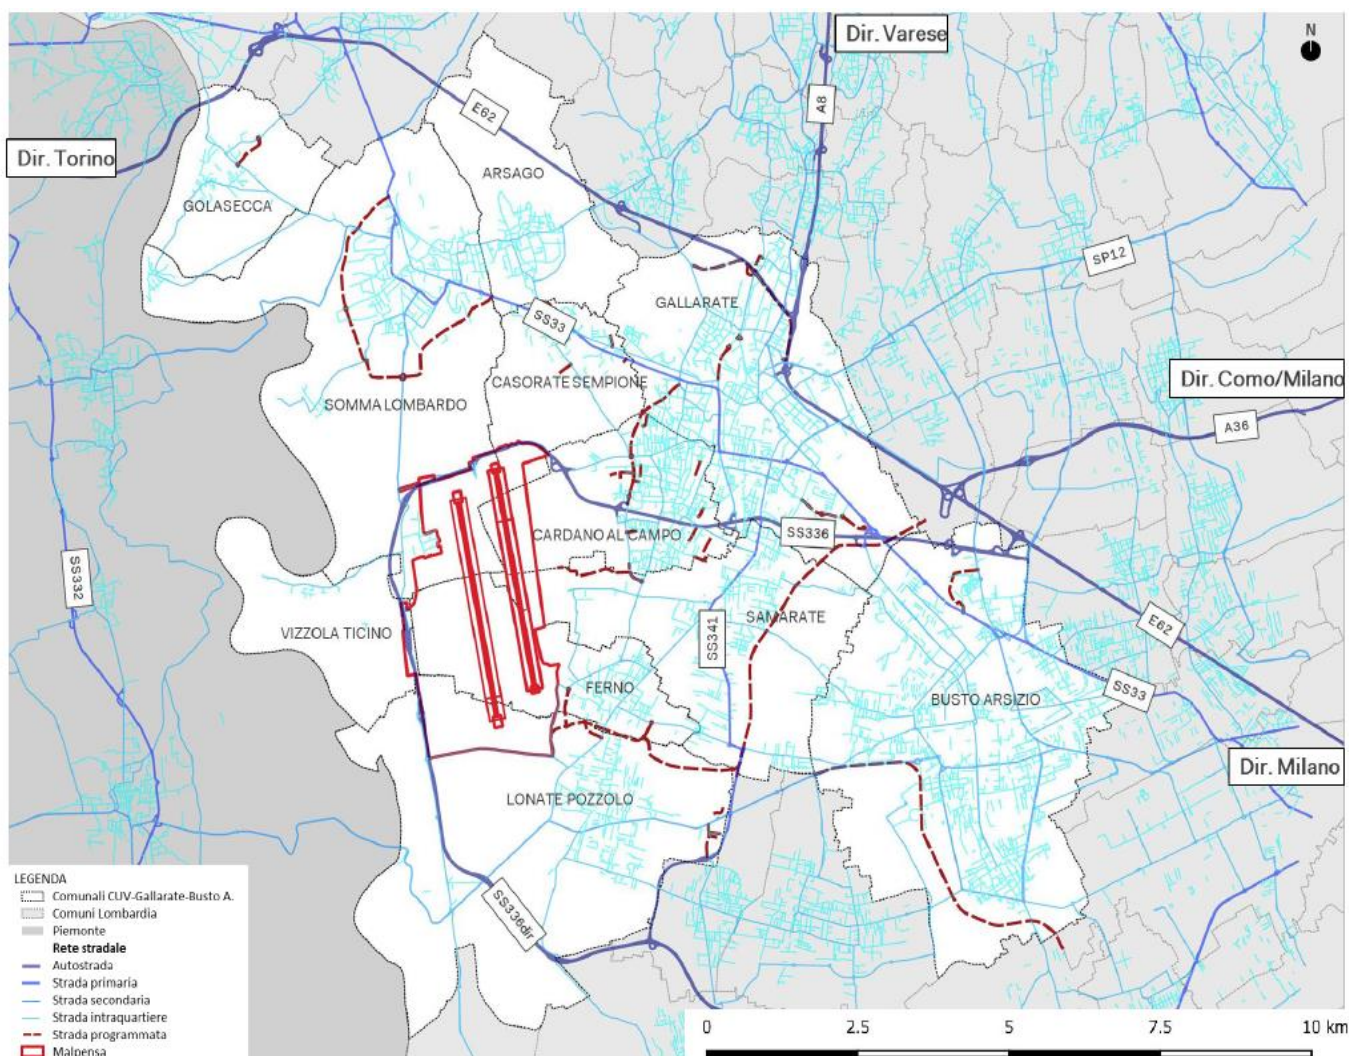 Dir. Varese
N
A8
E62
Dir. Torino
ARSAGO
GOLASECCA
SP12
GALLARATE
SS33
Dir. Como/Milano
CASORATE SEMPIONE
SOMMA LOMBARDO
A36
CARDANO AL CAMPO
SS336
SS332
SAMARATE
VIZZOLA TICINO
SS341
E62
FERNO
SS33
BUSTO ARSIZIO
Dir. Milano
LONATE POZZOLO
SS336dir
LEGENDA
Comunali CUV-Gallarate-Busto A.
Comuni Lombardia
Piemonte
Rete stradale
Autostrada
Strada primaria
Strada secondaria
Strada intraquartiere
Strada programmata
Malpensa
0 2.5 5 7.5 10 km